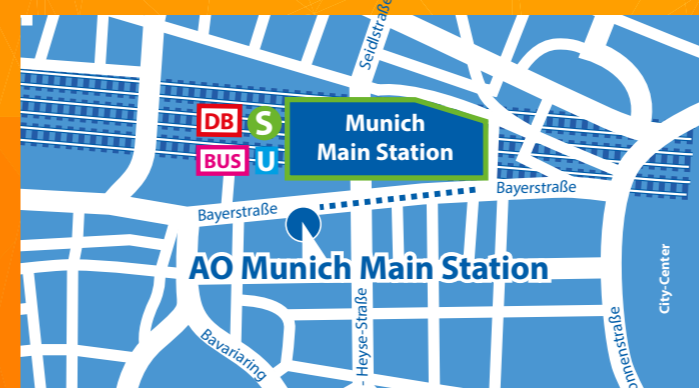 Seidlstraße
DB
S
BUS
U
Munich
Main Station
Bayerstraße
Bayerstraße
AO Munich Main Station
- Heyse-Straße
Bavariaring
City-Center
onnenstraße